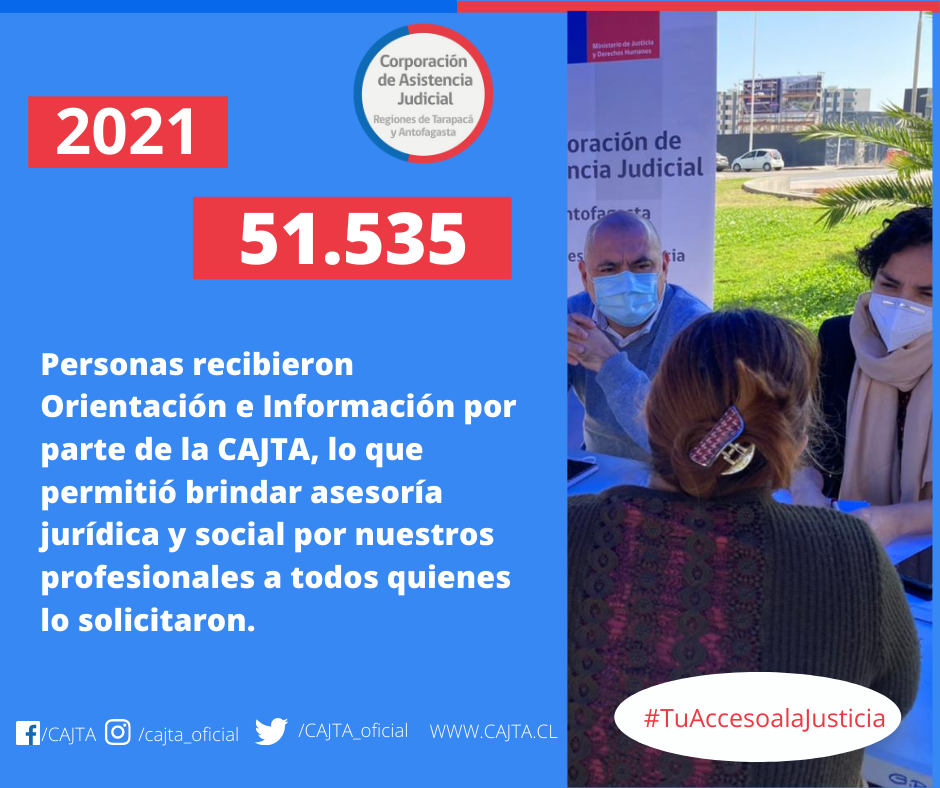 Corporación
de Asistencia
Judicial
Regiones de Tarapacá
y Antofagasta
2021
51.535
Personas recibieron
Orientación e Información por
parte de la CAJTA, lo que
permitió brindar asesoría
jurídica y social por nuestros
profesionales a todos quienes
lo solicitaron.
/CAJTA
/cajta_oficial
/CAJTA_oficial
WWW.CAJTA.CL
Ministerio de Justicia
y Derechos Humanos
oración de
ncia Judicial
#TuAccesoalaJusticia